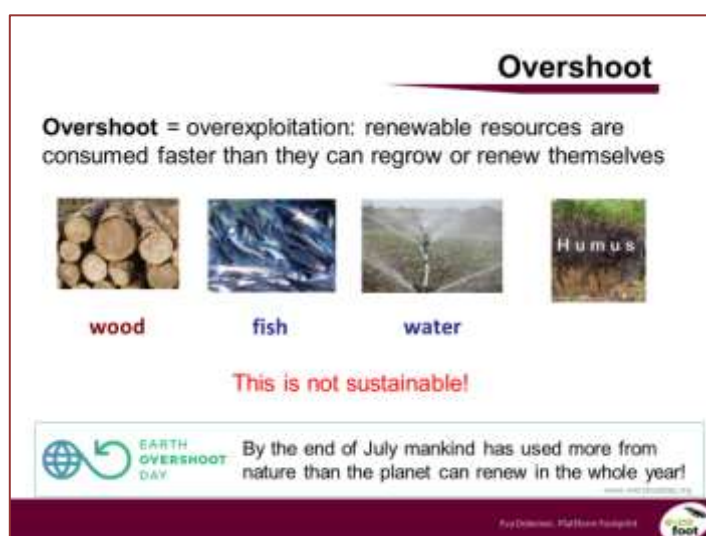 Overshoot
Overshoot = overexploitation: renewable resources are
consumed faster than they can regrow or renew themselves
Humus
wood
fish
water
This is not sustainable!
EARTH
OVERSHOOT
DAY
By the end of July mankind has used more from
nature than the planet can renew in the whole year!
foot